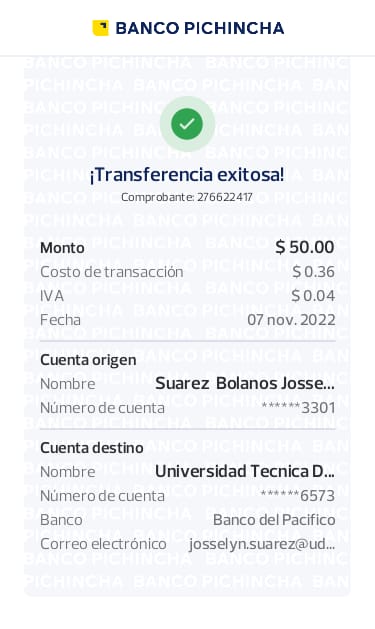 BANCO PICHINCHA
¡Transferencia exitosa!
Comprobante: 276622417
Monto $ 50.00
Costo de transacción $ 0.36
IVA $ 0.04
Fecha 07 nov. 2022
Cuenta origen
Nombre Suarez Bolanos Josse...
Número de cuenta ******3301
Cuenta destino
Nombre Universidad Tecnica D...
Número de cuenta ******6573
Banco Banco del Pacifico
Correo electrónico josselyn.suarez@ud...